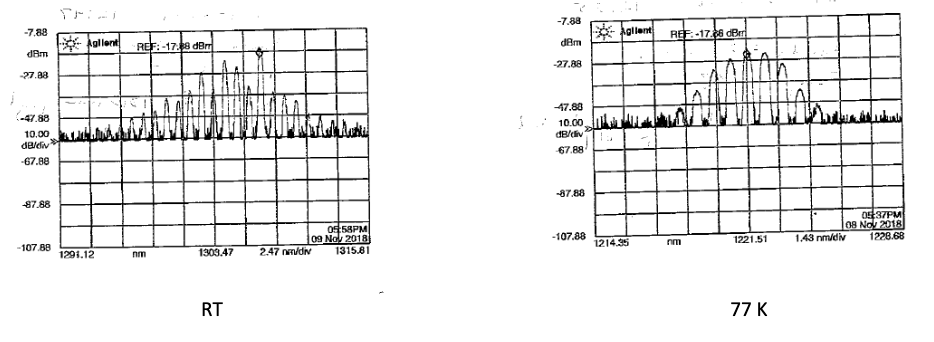 -7.88
Agilent
REF: -17.88 dBm
dBm
-27.88
-47.88
10.00
dB/div
-67.88
-87.88
-107.88
05:58PM
09 Nov 2018
1291.12 nm 1303.47 2.47 nm/div 1315.81
RT
-7.88
Agilent
REF: -17.88 dBm
dBm
-27.88
-47.88
10.00
dB/div
-67.88
-87.88
-107.88
05:37PM
08 Nov 2018
1214.35 nm 1221.51 1.43 nm/div 1228.68
77 K